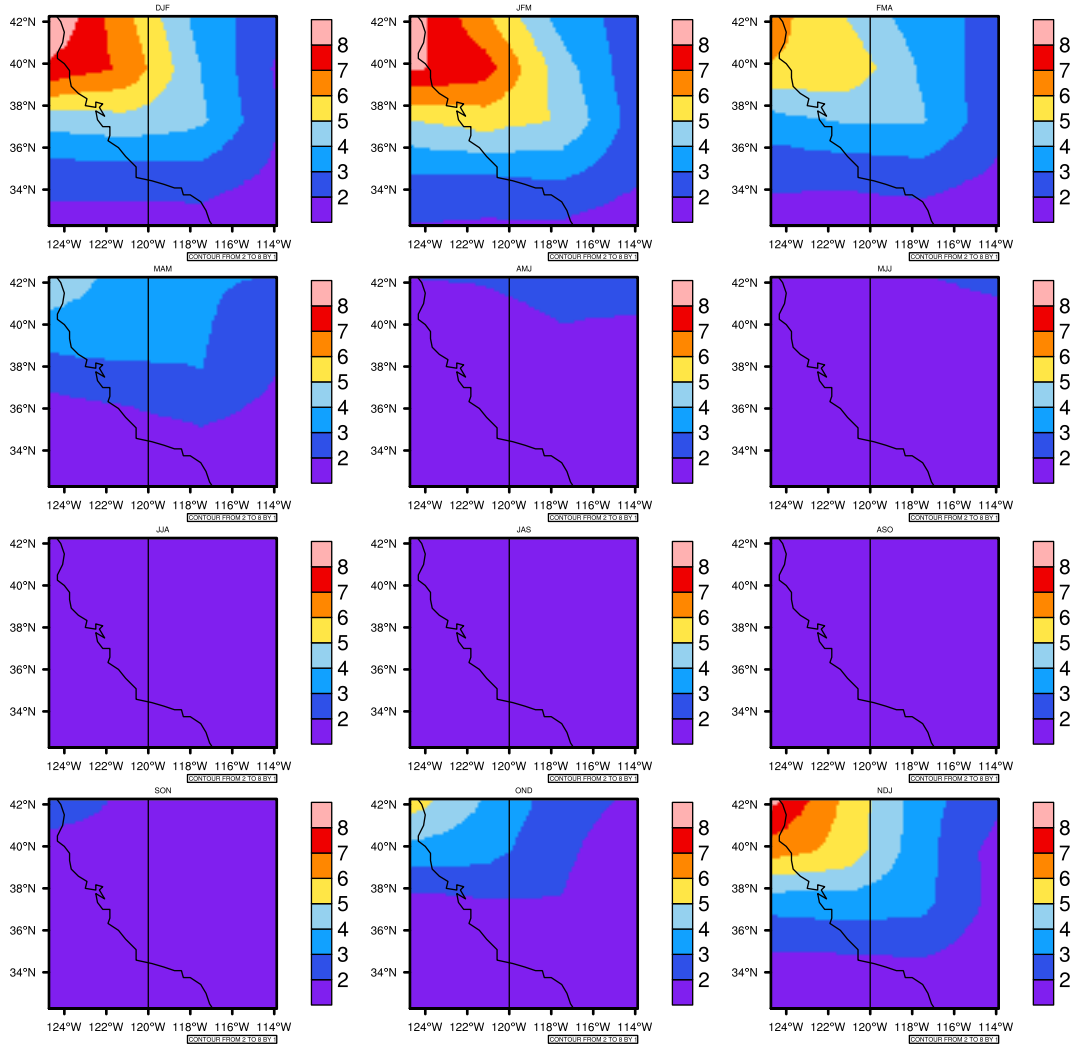 DJF JFM FMA
42°N 8 42°N 8 42°N 8
40°N 7 40°N 7 40°N 7
6 6 6
38°N 5 38°N 5 38°N 5
36°N 4 36°N 4 36°N 4
3 3 3
34°N 2 34°N 2 34°N 2
124°W 122°W 120°W 118°W 116°W 114°W 124°W 122°W 120°W 118°W 116°W 114°W 124°W 122°W 120°W 118°W 116°W 114°W
CONTOUR FROM 2 TO 8 BY 1 CONTOUR FROM 2 TO 8 BY 1 CONTOUR FROM 2 TO 8 BY 1
MAM AMJ MJJ
42°N 8 42°N 8 42°N 8
40°N 7 40°N 7 40°N 7
6 6 6
38°N 5 38°N 5 38°N 5
36°N 4 36°N 4 36°N 4
3 3 3
34°N 2 34°N 2 34°N 2
124°W 122°W 120°W 118°W 116°W 114°W 124°W 122°W 120°W 118°W 116°W 114°W 124°W 122°W 120°W 118°W 116°W 114°W
CONTOUR FROM 2 TO 8 BY 1 CONTOUR FROM 2 TO 8 BY 1 CONTOUR FROM 2 TO 8 BY 1
JJA JAS ASO
42°N 8 42°N 8 42°N 8
40°N 7 40°N 7 40°N 7
6 6 6
38°N 5 38°N 5 38°N 5
36°N 4 36°N 4 36°N 4
3 3 3
34°N 2 34°N 2 34°N 2
124°W 122°W 120°W 118°W 116°W 114°W 124°W 122°W 120°W 118°W 116°W 114°W 124°W 122°W 120°W 118°W 116°W 114°W
CONTOUR FROM 2 TO 8 BY 1 CONTOUR FROM 2 TO 8 BY 1 CONTOUR FROM 2 TO 8 BY 1
SON OND NDJ
42°N 8 42°N 8 42°N 8
40°N 7 40°N 7 40°N 7
6 6 6
38°N 5 38°N 5 38°N 5
36°N 4 36°N 4 36°N 4
3 3 3
34°N 2 34°N 2 34°N 2
124°W 122°W 120°W 118°W 116°W 114°W 124°W 122°W 120°W 118°W 116°W 114°W 124°W 122°W 120°W 118°W 116°W 114°W
CONTOUR FROM 2 TO 8 BY 1 CONTOUR FROM 2 TO 8 BY 1 CONTOUR FROM 2 TO 8 BY 1